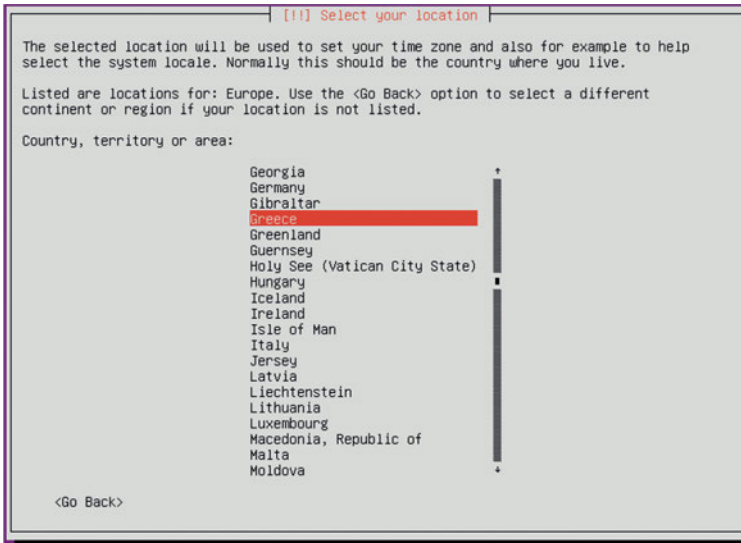 [!!] Select your location
The selected location will be used to set your time zone and also for example to help
select the system locale. Normally this should be the country where you live.
Listed are locations for: Europe. Use the <Go Back> option to select a different
continent or region if your location is not listed.
Country, territory or area:
Georgia
Germany
Gibraltar
Greece
Greenland
Guernsey
Holy See (Vatican City State)
Hungary
Iceland
Ireland
Isle of Man
Italy
Jersey
Latvia
Liechtenstein
Lithuania
Luxembourg
Macedonia, Republic of
Malta
Moldova
<Go Back>